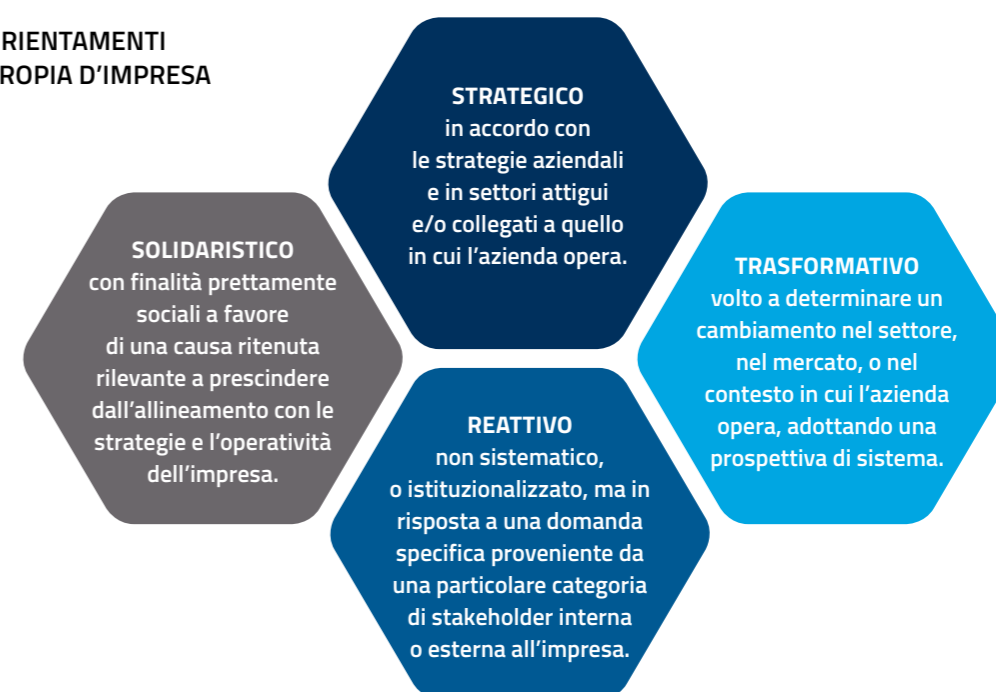 RIENTAMENTI
ROPIA D'IMPRESA
STRATEGICO
in accordo con
le strategie aziendali
e in settori attigui
e/o collegati a quello
in cui l'azienda opera.
SOLIDARISTICO
con finalità prettamente
sociali a favore
di una causa ritenuta
rilevante a prescindere
dall'allineamento con le
strategie e l'operatività
dell'impresa.
TRASFORMATIVO
volto a determinare un
cambiamento nel settore,
nel mercato, o nel
contesto in cui l'azienda
opera, adottando una
prospettiva di sistema.
REATTIVO
non sistematico,
o istituzionalizzato, ma in
risposta a una domanda
specifica proveniente da
una particolare categoria
di stakeholder interna
o esterna all'impresa.